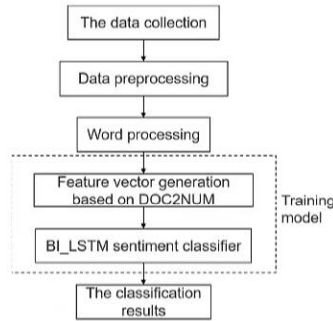 The data collection
Data preprocessing
Word processing
Feature vector generation
based on DOC2NUM
Training
model
BI_LSTM sentiment classifier
The classification
results